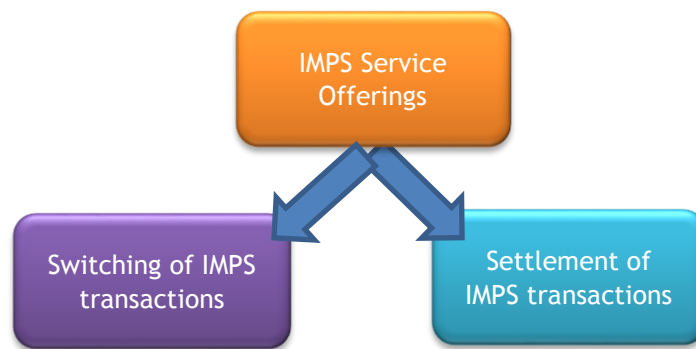 IMPS Service
Offerings
Switching of IMPS
transactions
Settlement of
IMPS transactions